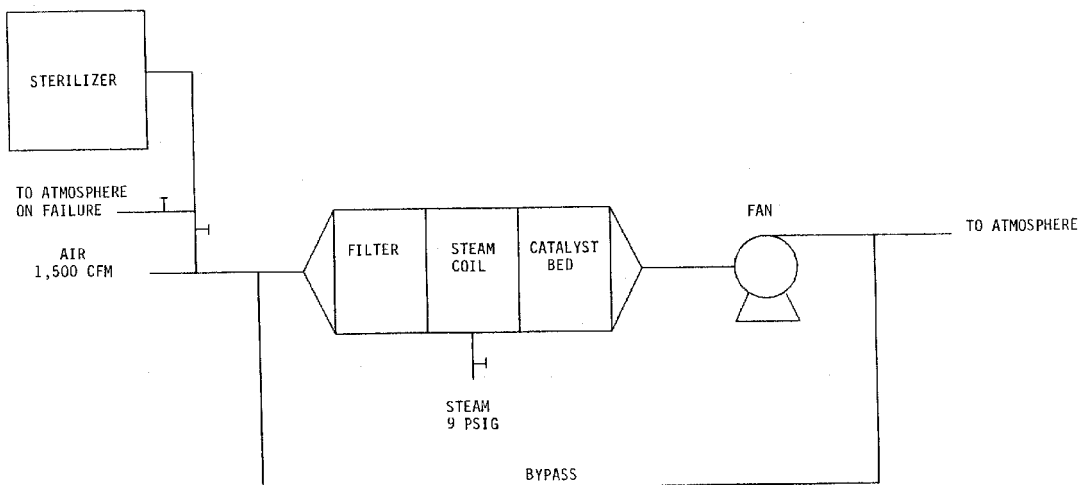 STERILIZER
TO ATMOSPHERE
ON FAILURE
AIR
1,500 CFM
FILTER
STEAM
COIL
CATALYST
BED
FAN
TO ATMOSPHERE
STEAM
9 PSIG
BYPASS